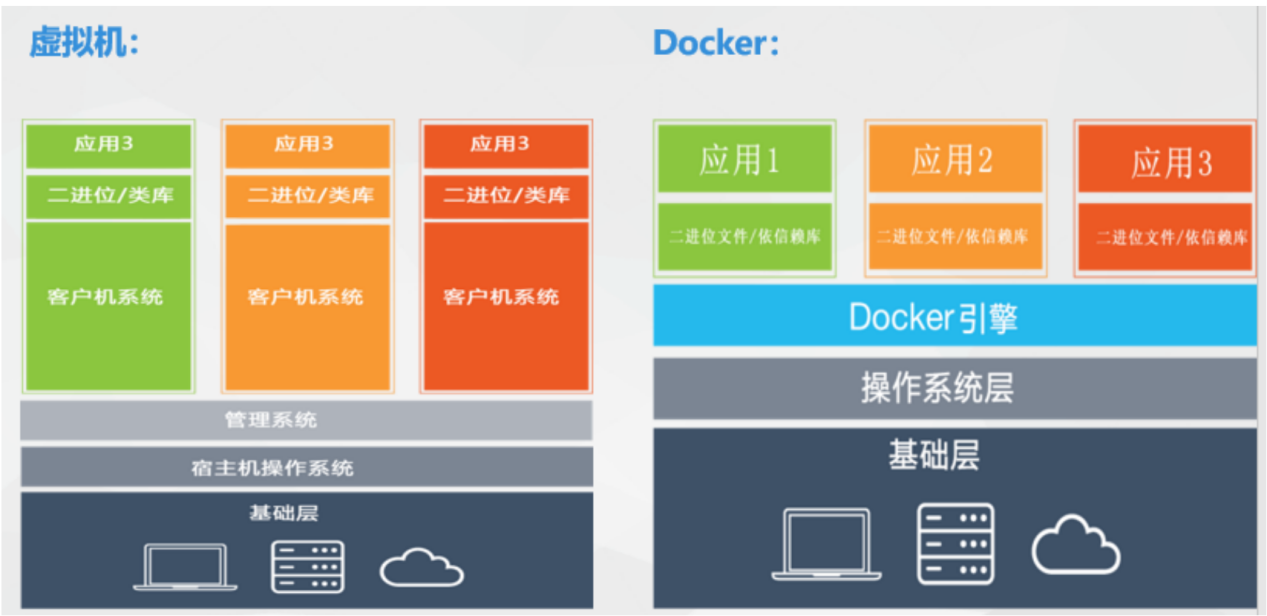 虚拟机：
应用3
应用3
应用3
二进位/类库
二进位/类库
二进位/类库
客户机系统
客户机系统
客户机系统
管理系统
宿主机操作系统
基础层
Docker：
应用1
应用2
应用3
二进位文件/依信赖库
二进位文件/依信赖库
二进位文件/依信赖库
Docker引擎
操作系统层
基础层